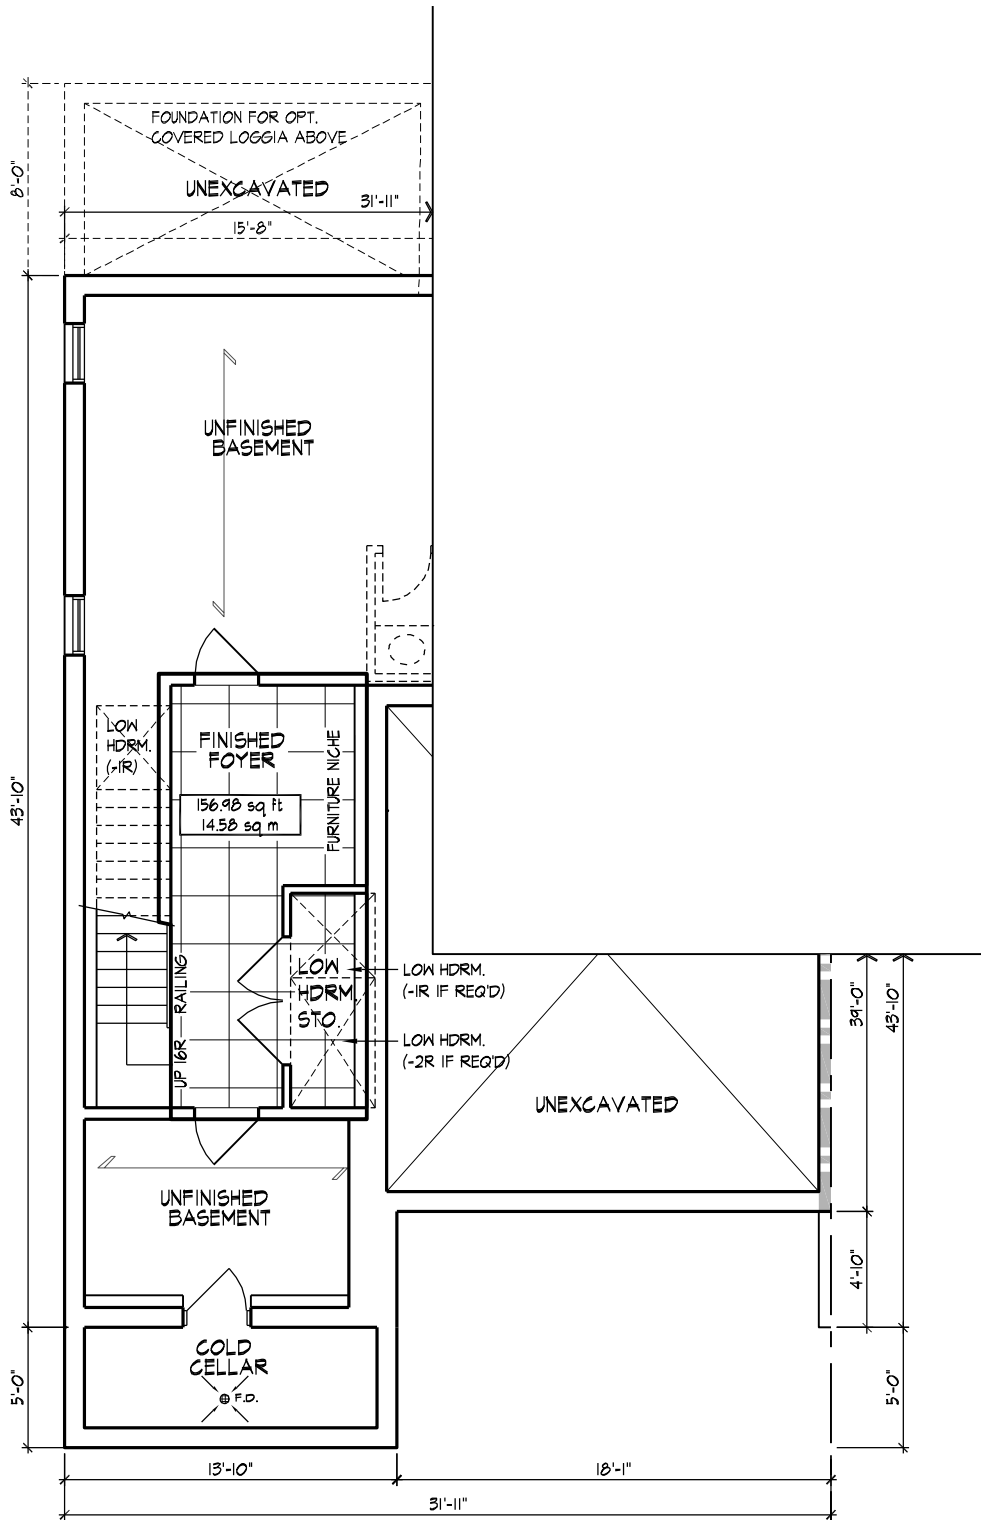 FOUNDATION FOR OPT.
COVERED LOGGIA ABOVE
8'-0"
UNEXCAVATED
31'-11"
15'-8"
UNFINISHED
BASEMENT
LOW
HDRM.
(-1R)
FINISHED
FOYER
FURNITURE NICHE
156.98 sq ft
14.58 sq m
43'-10"
RAILING
UP 16R
LOW
HDRM.
STO.
LOW HDRM.
(-1R IF REQ'D)
LOW HDRM.
(-2R IF REQ'D)
39'-0"
43'-10"
UNEXCAVATED
UNFINISHED
BASEMENT
4'-10"
COLD
CELLAR
F.D.
5'-0"
5'-0"
13'-10"
18'-1"
31'-11"